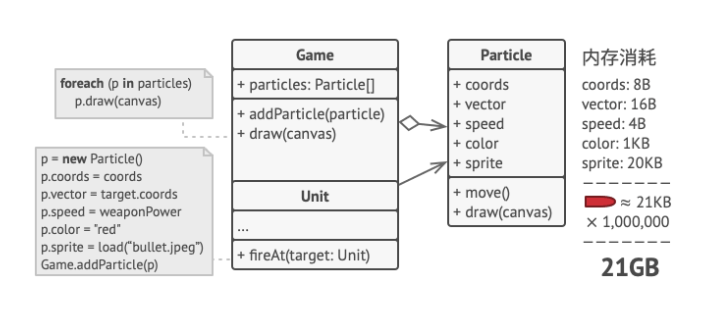 foreach (p in particles)
p.draw(canvas)
p = new Particle()
p.coords = coords
p.vector = target.coords
p.speed = weaponPower
p.color = "red"
p.sprite = load("bullet.jpeg")
Game.addParticle(p)
Game
+ particles: Particle[]
+ addParticle(particle)
+ draw(canvas)
Unit
...
+ fireAt(target: Unit)
Particle
+ coords
+ vector
+ speed
+ color
+ sprite
+ move()
+ draw(canvas)
内存消耗
coords: 8B
vector: 16B
speed: 4B
color: 1KB
sprite: 20KB
≈ 21KB
× 1,000,000
21GB